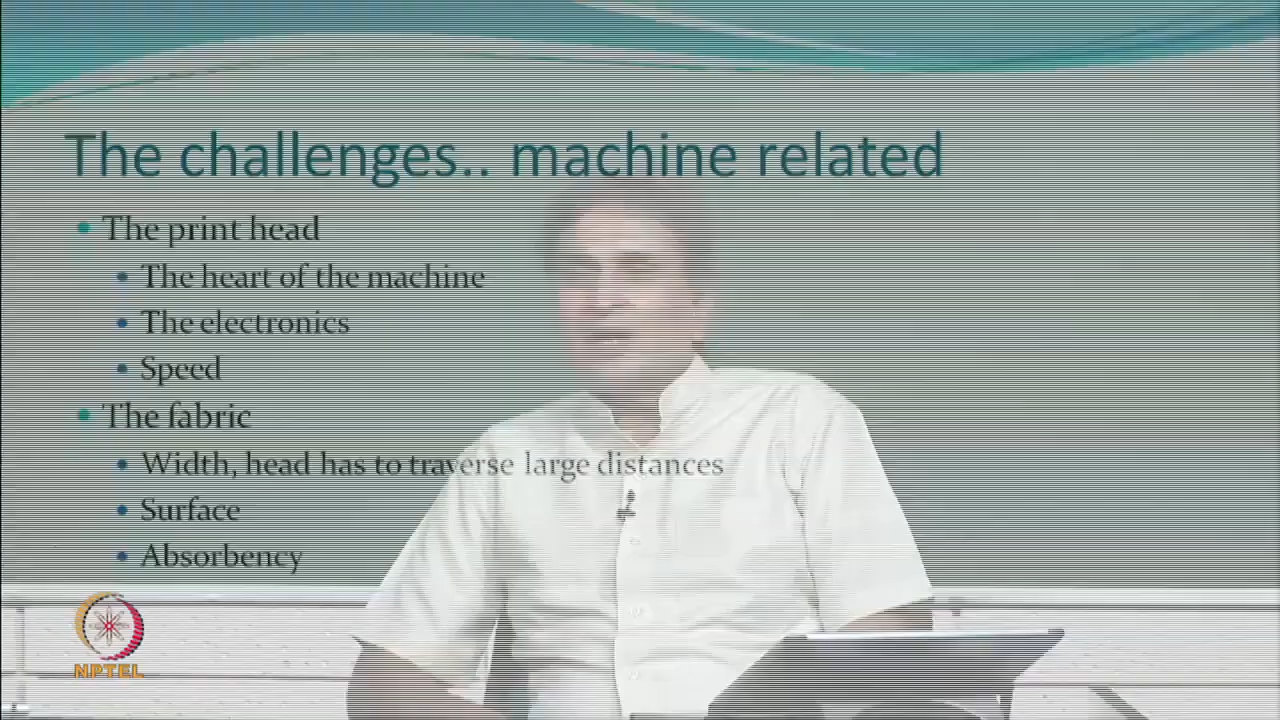 The challenges.. machine related
The print head
The heart of the machine
The electronics
Speed
The fabric
Width, head has to traverse large distances
Surface
Absorbency
NPTEL